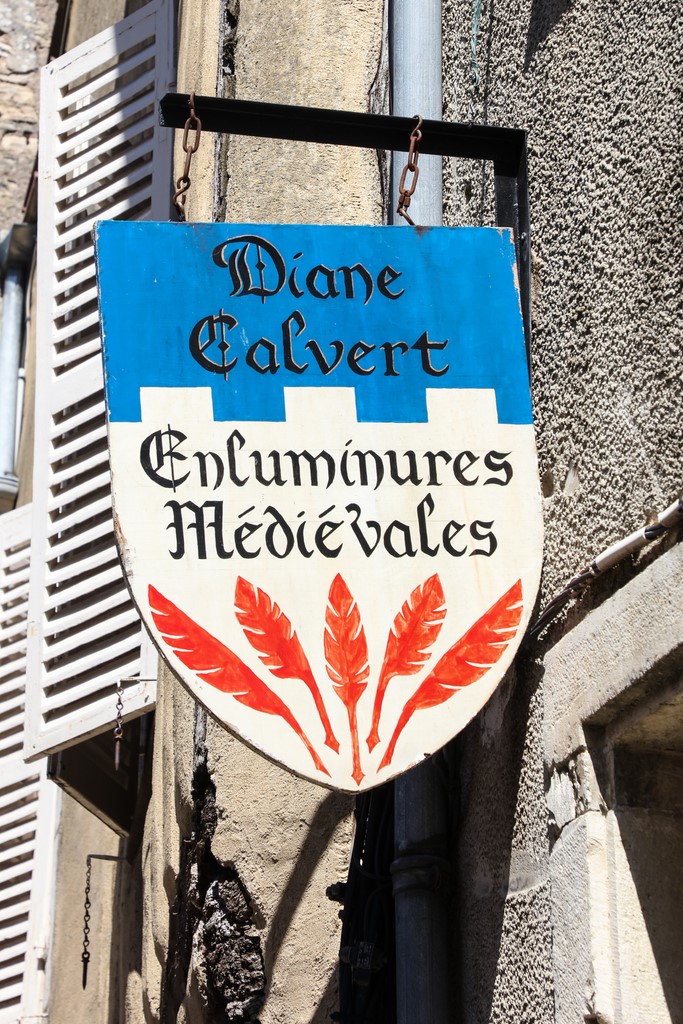 Diane
Calvert
Enluminures
Médiévales